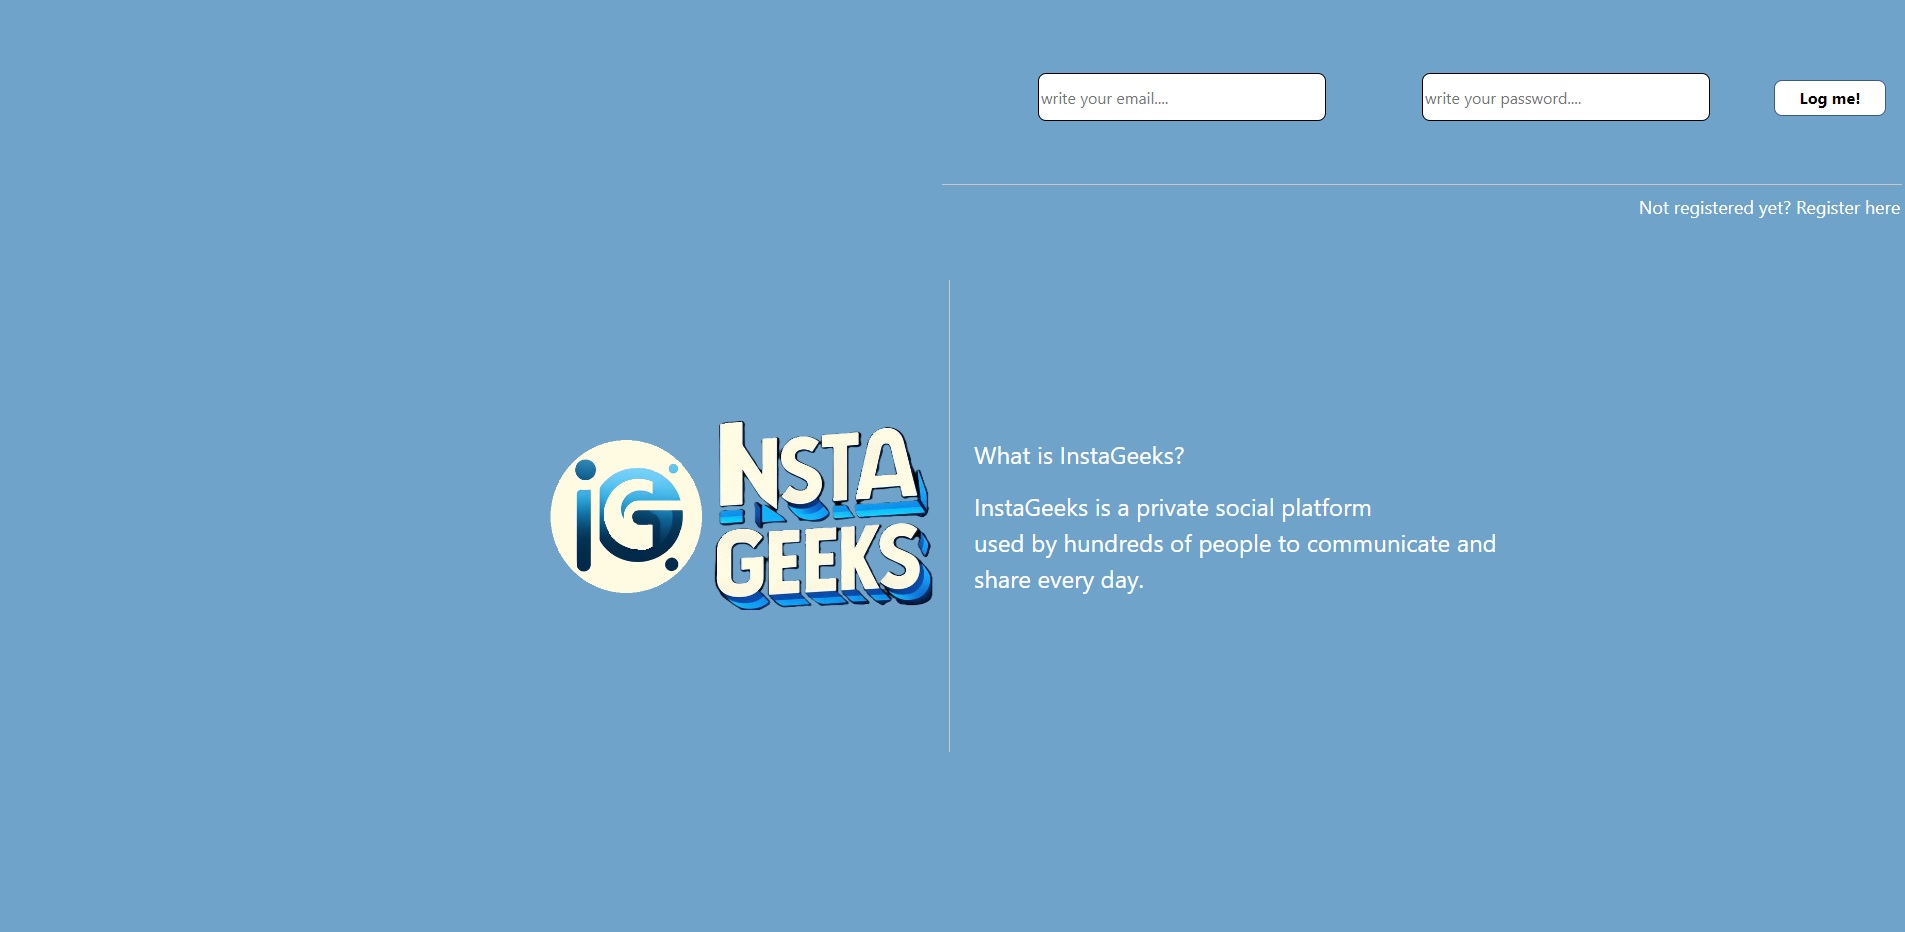 write your email....
write your password....
Log me!
Not registered yet? Register here
iG
INSTA
GEEKS
What is InstaGeeks?
InstaGeeks is a private social platform
used by hundreds of people to communicate and
share every day.